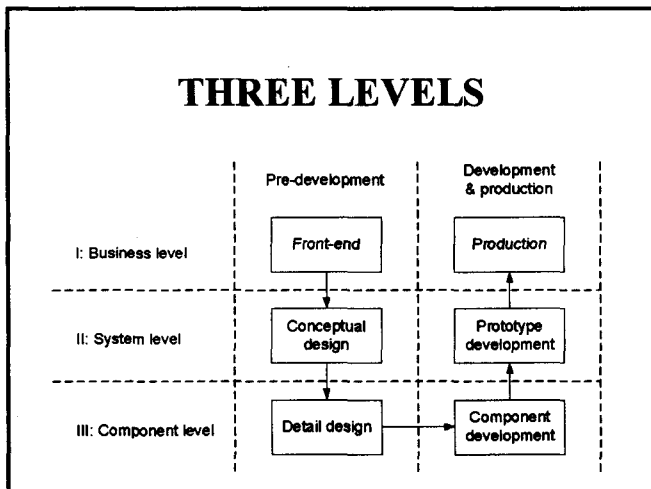 THREE LEVELS
Pre-development
Development
& production
I: Business level
Front-end
Production
II: System level
Conceptual
design
Prototype
development
III: Component level
Detail design
Component
development